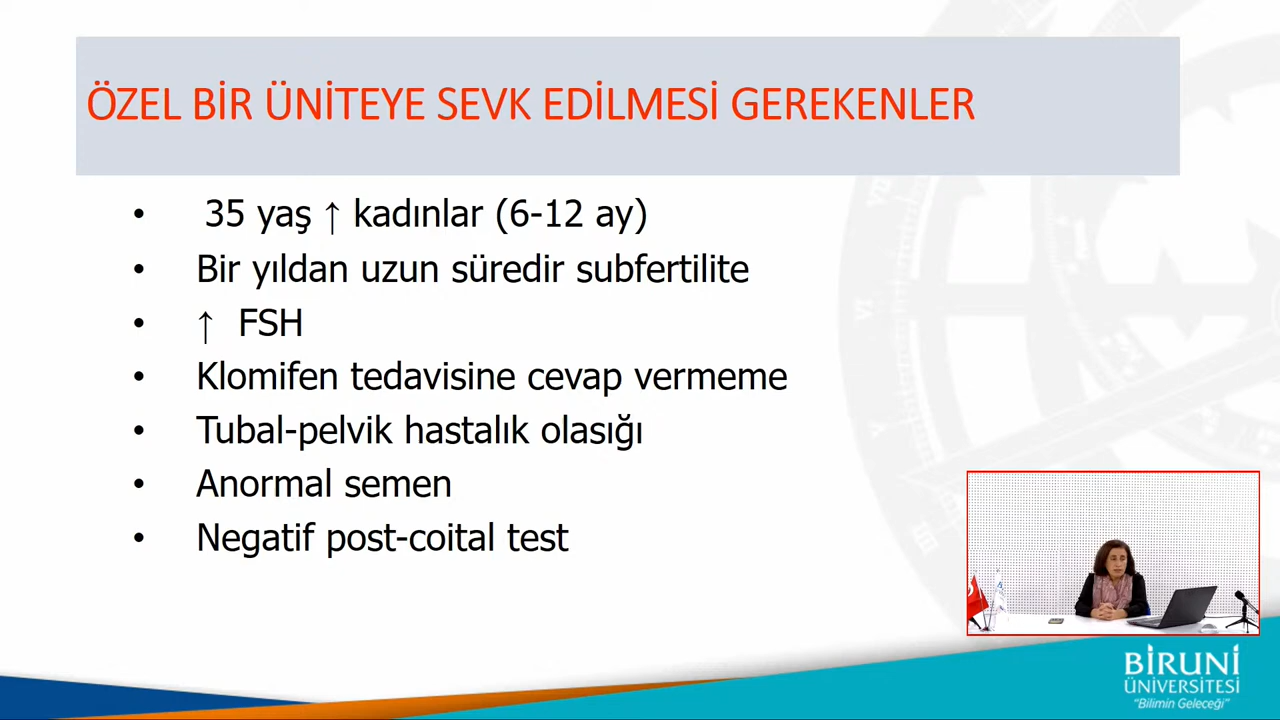 ÖZEL BİR ÜNİTEYE SEVK EDİLMESİ GEREKENLER
• 35 yaş ↑ kadınlar (6-12 ay)
• Bir yıldan uzun süredir subfertilite
• ↑ FSH
• Klomifen tedavisine cevap vermeme
• Tubal-pelvik hastalık olasığı
• Anormal semen
• Negatif post-coital test
BİRUNİ
ÜNİVERSİTESİ
“Bilimin Geleceği”